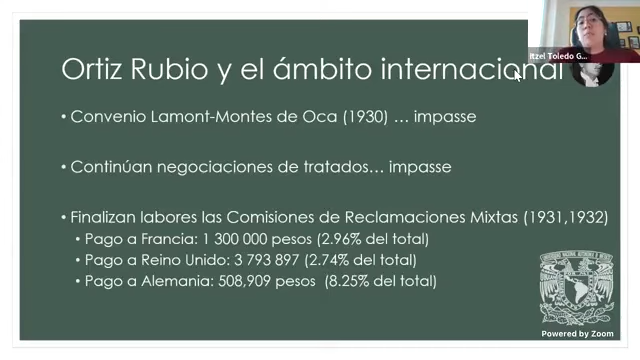 Itzel Toledo G...
Ortiz Rubio y el ámbito internacional
• Convenio Lamont-Montes de Oca (1930) … impasse
• Continúan negociaciones de tratados… impasse
• Finalizan labores las Comisiones de Reclamaciones Mixtas (1931,1932)
• Pago a Francia: 1 300 000 pesos (2.96% del total)
• Pago a Reino Unido: 3 793 897 (2.74% del total)
• Pago a Alemania: 508,909 pesos (8.25% del total)
Powered by Zoom